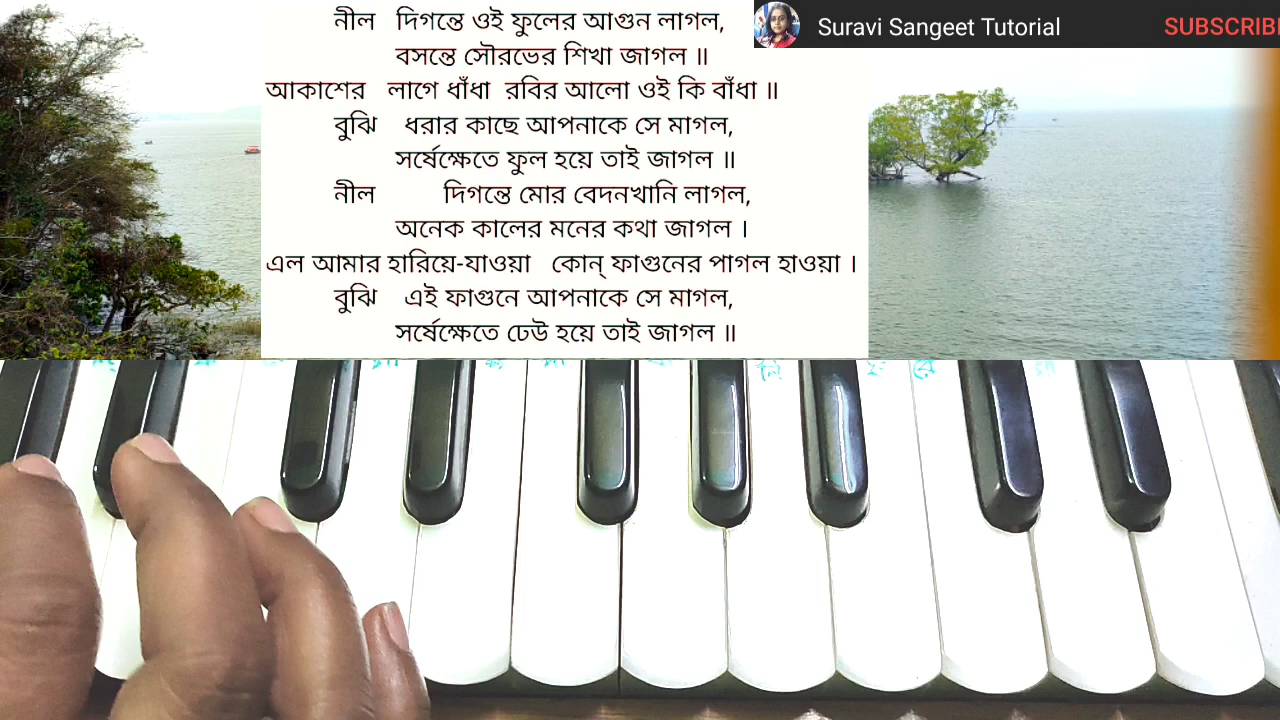 Suravi Sangeet Tutorial SUBSCRIB
নীল দিগন্তে ওই ফুলের আগুন লাগল,
বসন্তে সৌরভের শিখা জাগল ॥
আকাশের লাগে ধাঁধা রবির আলো ওই কি বাঁধা ॥
বুঝি ধরার কাছে আপনাকে সে মাগল,
সর্ষেক্ষেতে ফুল হয়ে তাই জাগল ॥
নীল দিগন্তে মোর বেদনখানি লাগল,
অনেক কালের মনের কথা জাগল ।
এল আমার হারিয়ে-যাওয়া কোন্ ফাগুনের পাগল হাওয়া ।
বুঝি এই ফাগুনে আপনাকে সে মাগল,
সর্ষেক্ষেতে ঢেউ হয়ে তাই জাগল ॥